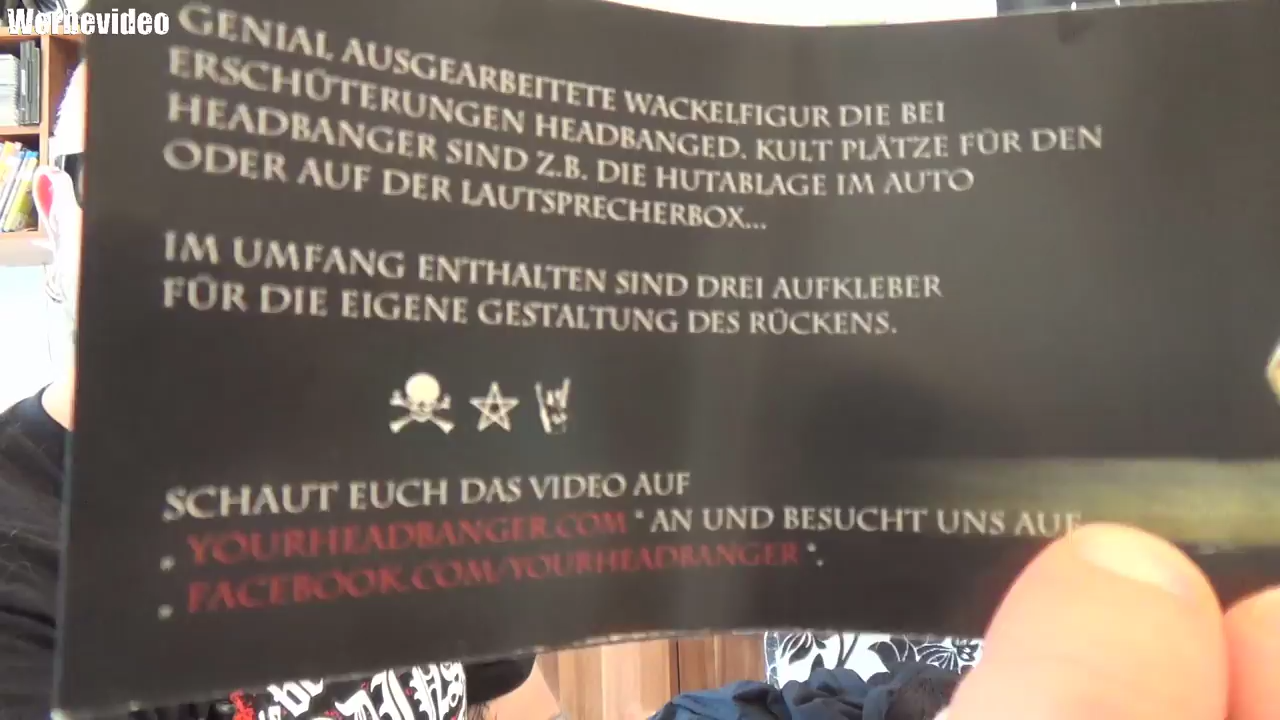 Werbevideo
GENIAL AUSGEARBEITETE WACKELFIGUR DIE BEI
ERSCHÜTERUNGEN HEADBANGED. KULT PLÄTZE FÜR DEN
HEADBANGER SIND Z.B. DIE HUTABLAGE IM AUTO
ODER AUF DER LAUTSPRECHERBOX...
IM UMFANG ENTHALTEN SIND DREI AUFKLEBER
FÜR DIE EIGENE GESTALTUNG DES RÜCKENS.
SCHAUT EUCH DAS VIDEO AUF
" YOURHEADBANGER.COM " AN UND BESUCHT UNS AUF
" FACEBOOK.COM/YOURHEADBANGER ".